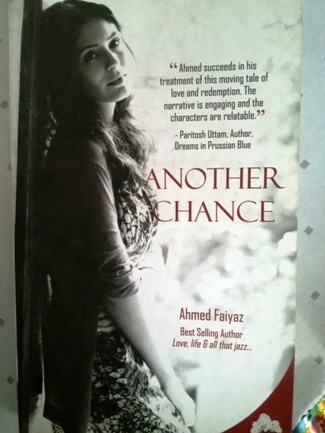 “Ahmed succeeds in his
treatment of this moving tale of
love and redemption. The
narrative is engaging and the
characters are relatable.”
- Paritosh Uttam, Author,
Dreams in Prussian Blue
ANOTHER
CHANCE
Ahmed Faiyaz
Best Selling Author
Love, life & all that jazz...